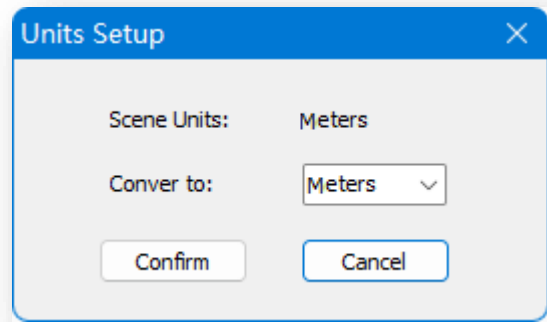 Units Setup
Scene Units: Meters
Conver to: Meters
Confirm Cancel